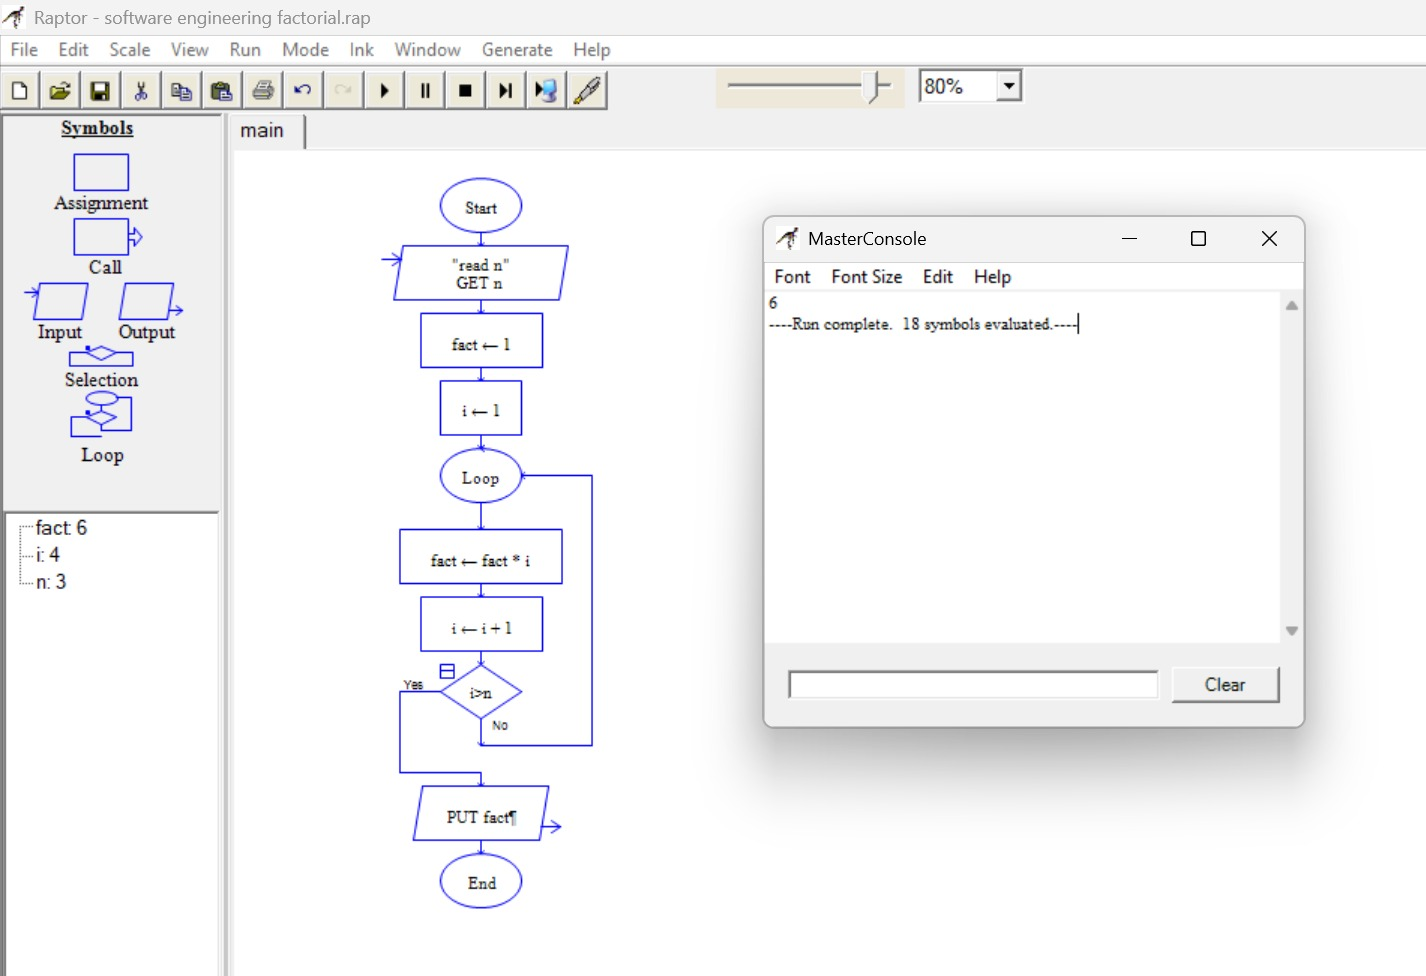 Raptor - software engineering factorial.rap
File Edit Scale View Run Mode Ink Window Generate Help
80%
Symbols
Assignment
Call
Input Output
Selection
Loop
fact: 6
i: 4
n: 3
main
Start
"read n"
GET n
fact ← 1
i ← 1
Loop
fact ← fact * i
i ← i + 1
Yes
i>n
No
PUT fact¶
End
MasterConsole
Font Font Size Edit Help
6
----Run complete. 18 symbols evaluated.----
Clear